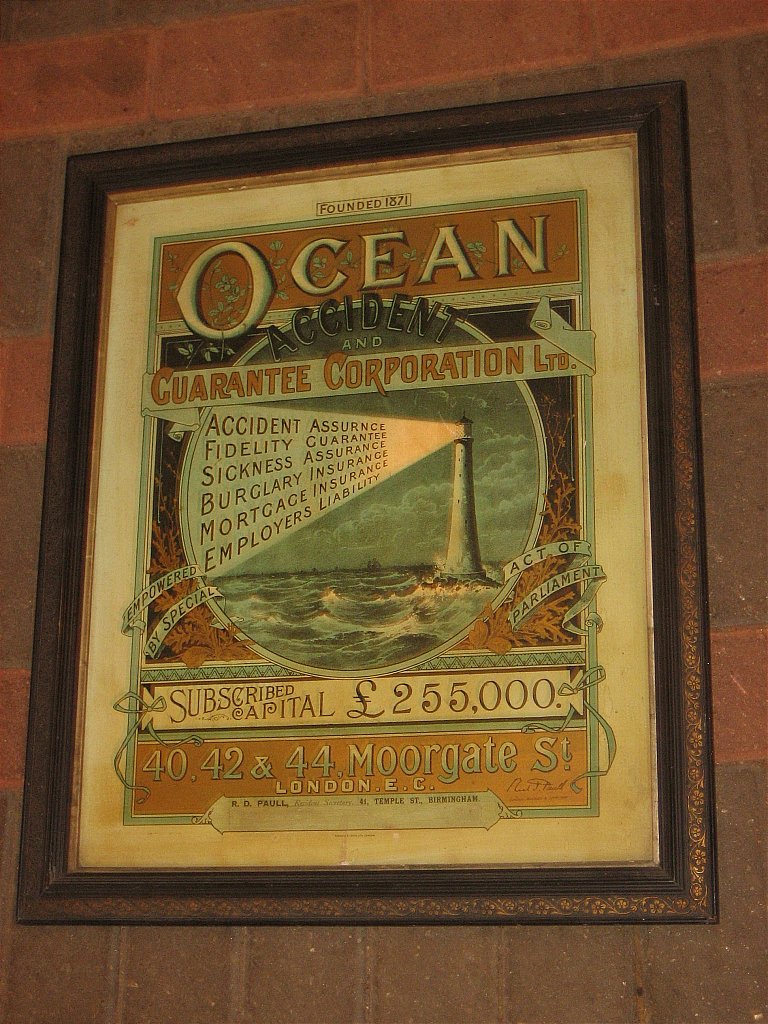 FOUNDED 1871
OCEAN
ACCIDENT
AND
GUARANTEE CORPORATION LTD.
ACCIDENT ASSURNCE
FIDELITY GUARANTEE
SICKNESS ASSURANCE
BURGLARY INSURANCE
MORTGAGE INSURANCE
EMPLOYERS LIABILITY
EMPOWERED
BY SPECIAL
ACT OF
PARLIAMENT
SUBSCRIBED CAPITAL £255,000.
40, 42 & 44, Moorgate St
LONDON. E. C.
R. D. PAULL, Resident Secretary, 41, TEMPLE ST., BIRMINGHAM.